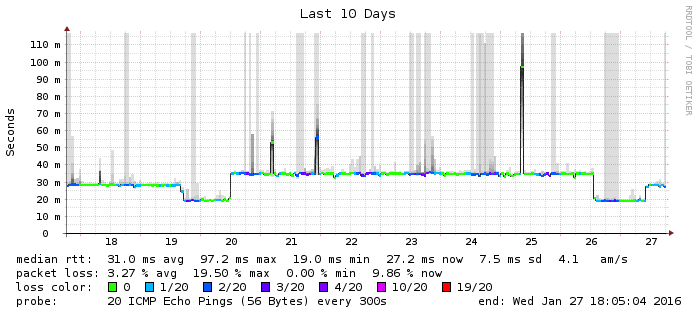 Last 10 Days
RRDTOOL / TOBI OETIKER
Seconds
110 m
100 m
90 m
80 m
70 m
60 m
50 m
40 m
30 m
20 m
10 m
0
18 19 20 21 22 23 24 25 26 27
median rtt: 31.0 ms avg 97.2 ms max 19.0 ms min 27.2 ms now 7.5 ms sd 4.1 am/s
packet loss: 3.27 % avg 19.50 % max 0.00 % min 9.86 % now
loss color: 0 1/20 2/20 3/20 4/20 10/20 19/20
probe: 20 ICMP Echo Pings (56 Bytes) every 300s end: Wed Jan 27 18:05:04 2016